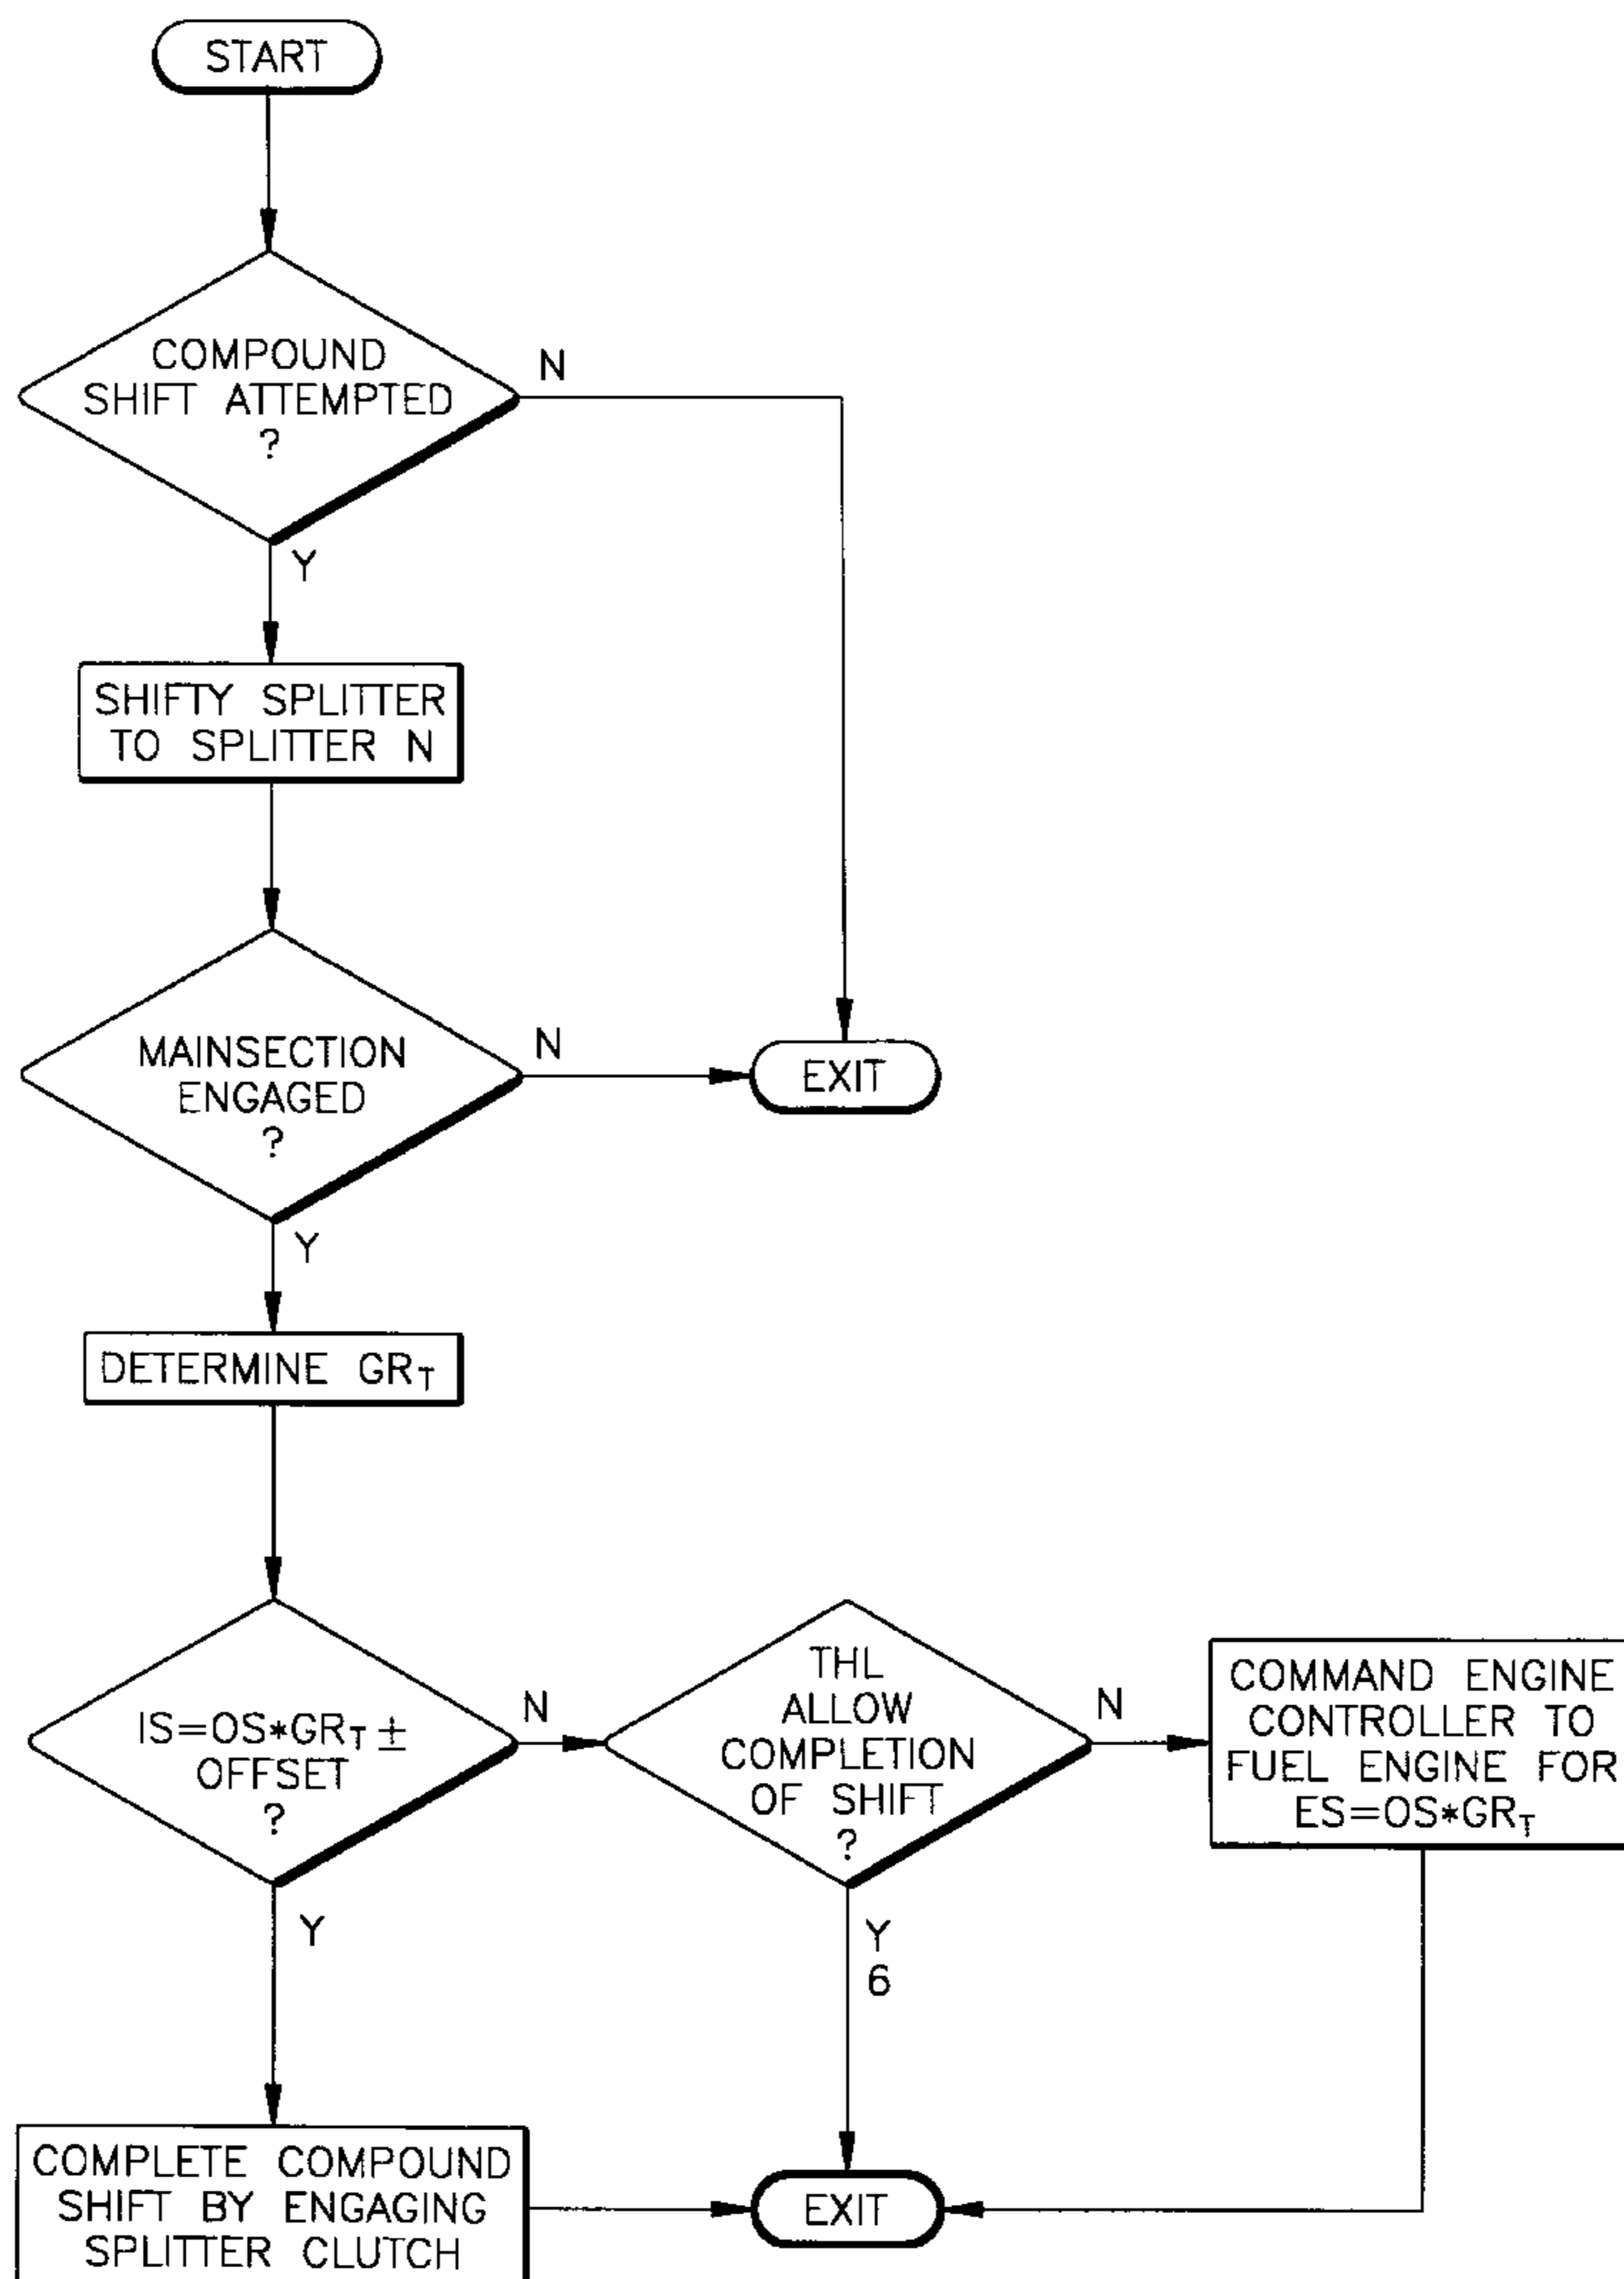 START
COMPOUND
SHIFT ATTEMPTED
?
N
Y
SHIFTY SPLITTER
TO SPLITTER N
MAINSECTION
ENGAGED
?
N
EXIT
Y
DETERMINE GR_T
IS=OS*GR_T ±
OFFSET
?
N
THL
ALLOW
COMPLETION
OF SHIFT
?
N
COMMAND ENGINE
CONTROLLER TO
FUEL ENGINE FOR
ES=OS*GR_T
Y
Y
6
COMPLETE COMPOUND
SHIFT BY ENGAGING
SPLITTER CLUTCH
EXIT